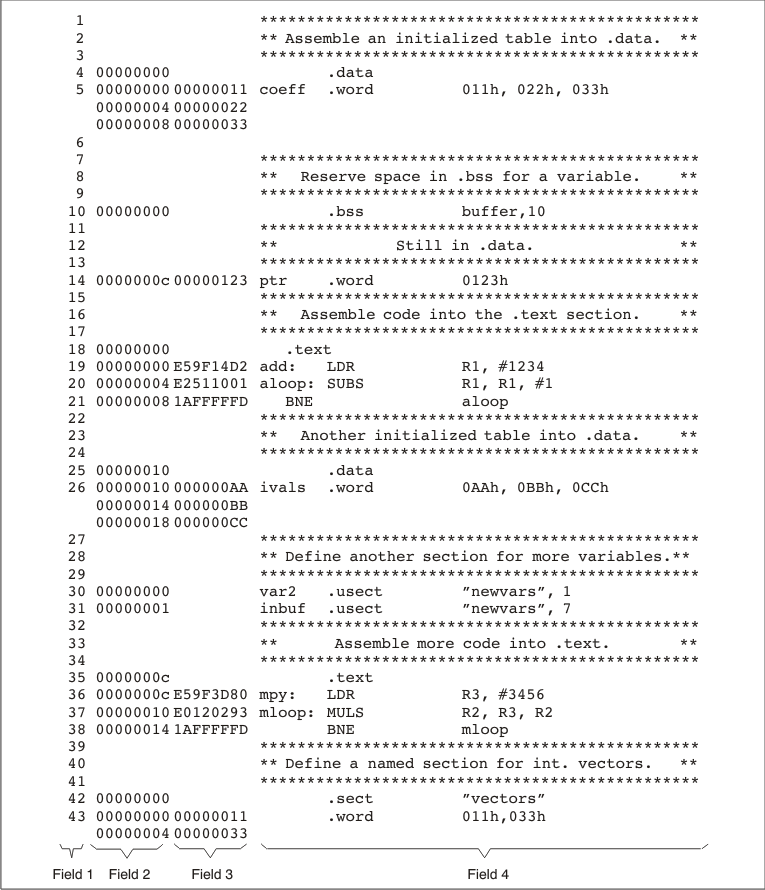 1 ************************************************
2 ** Assemble an initialized table into .data. **
3 ************************************************
4 00000000 .data
5 00000000 00000011 coeff .word 011h, 022h, 033h
00000004 00000022
00000008 00000033
6
7 ************************************************
8 ** Reserve space in .bss for a variable. **
9 ************************************************
10 00000000 .bss buffer,10
11 ************************************************
12 ** Still in .data. **
13 ************************************************
14 0000000c 00000123 ptr .word 0123h
15 ************************************************
16 ** Assemble code into the .text section. **
17 ************************************************
18 00000000 .text
19 00000000 E59F14D2 add: LDR R1, #1234
20 00000004 E2511001 aloop: SUBS R1, R1, #1
21 00000008 1AFFFFFD BNE aloop
22 ************************************************
23 ** Another initialized table into .data. **
24 ************************************************
25 00000010 .data
26 00000010 000000AA ivals .word 0AAh, 0BBh, 0CCh
00000014 000000BB
00000018 000000CC
27 ************************************************
28 ** Define another section for more variables.**
29 ************************************************
30 00000000 var2 .usect ”newvars”, 1
31 00000001 inbuf .usect ”newvars”, 7
32 ************************************************
33 ** Assemble more code into .text. **
34 ************************************************
35 0000000c .text
36 0000000c E59F3D80 mpy: LDR R3, #3456
37 00000010 E0120293 mloop: MULS R2, R3, R2
38 00000014 1AFFFFFD BNE mloop
39 ************************************************
40 ** Define a named section for int. vectors. **
41 ************************************************
42 00000000 .sect ”vectors”
43 00000000 00000011 .word 011h,033h
00000004 00000033
Field 1 Field 2 Field 3 Field 4